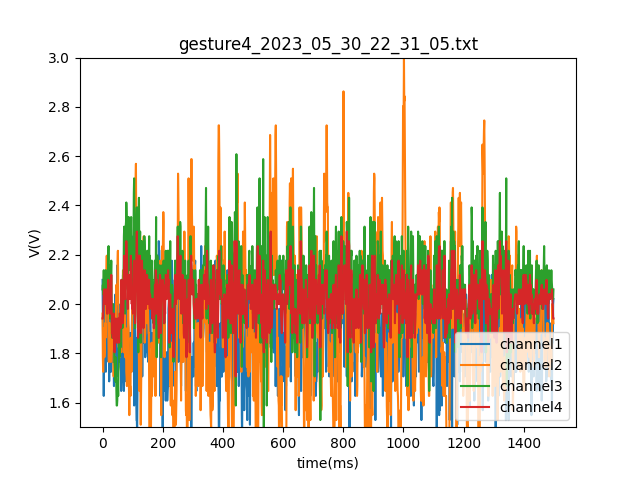 gesture4_2023_05_30_22_31_05.txt
3.0
2.8
2.6
2.4
2.2
2.0
1.8
1.6
V(V)
channel1
channel2
channel3
channel4
0 200 400 600 800 1000 1200 1400
time(ms)